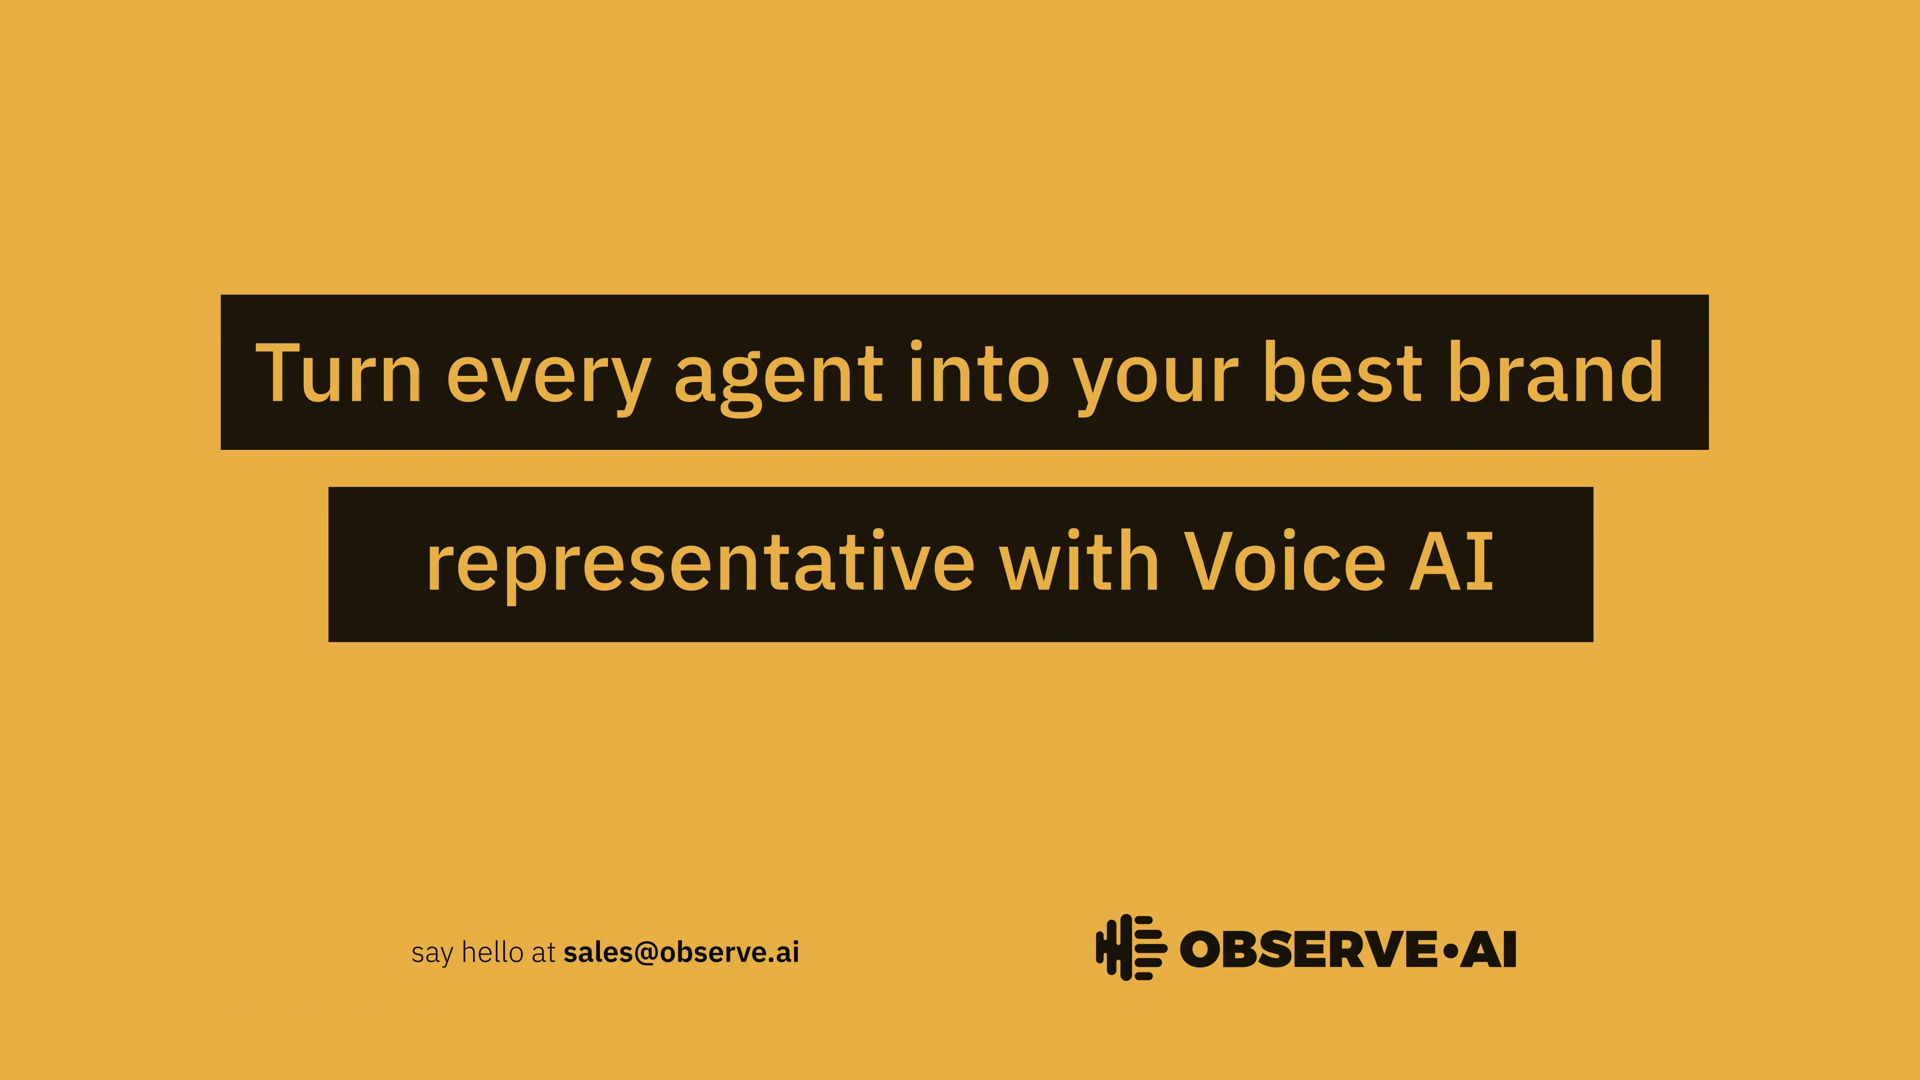 Turn every agent into your best brand
representative with Voice AI
say hello at sales@observe.ai
OBSERVE•AI